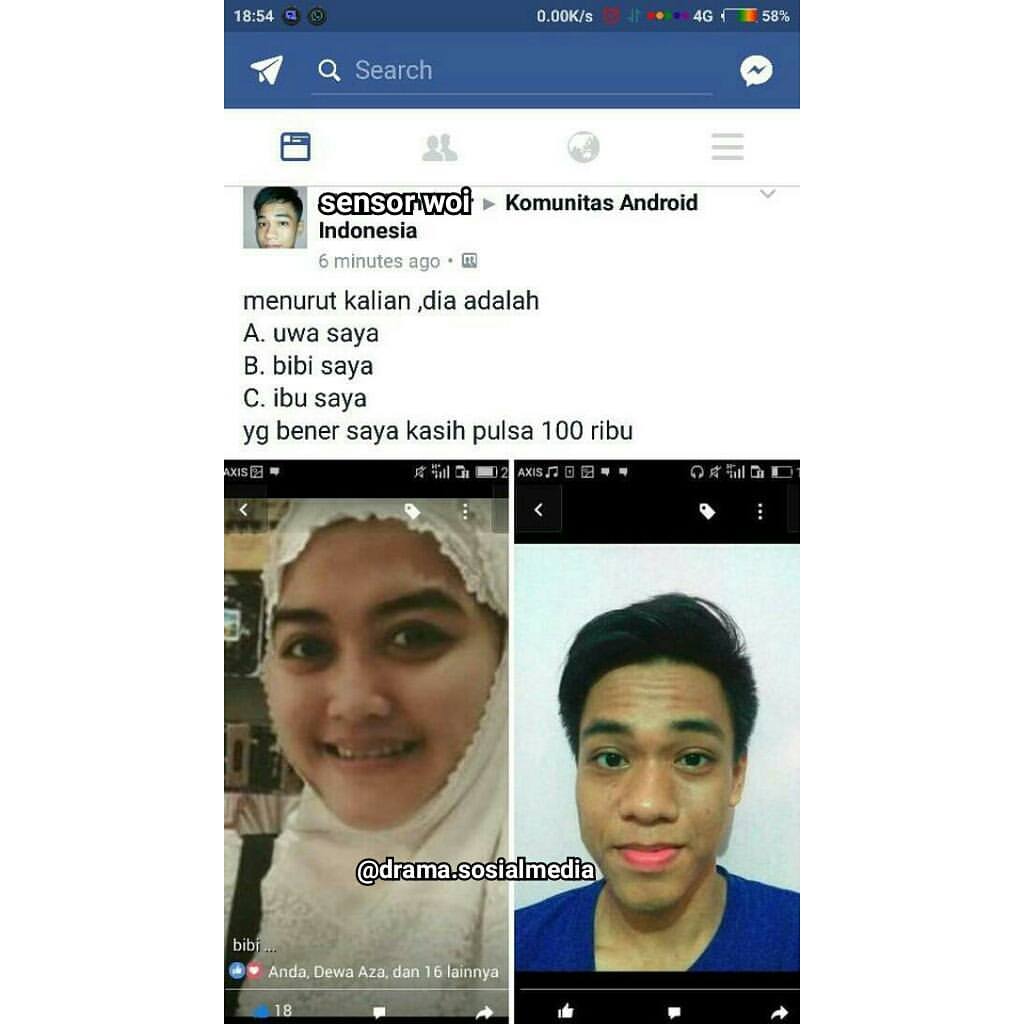 18:54
0.00K/s
4G
58%
Search
sensor woi
Komunitas Android
Indonesia
6 minutes ago
menurut kalian ,dia adalah
A. uwa saya
B. bibi saya
C. ibu saya
yg bener saya kasih pulsa 100 ribu
AXIS
AXIS
@drama.sosialmedia
bibi ...
Anda, Dewa Aza, dan 16 lainnya
18